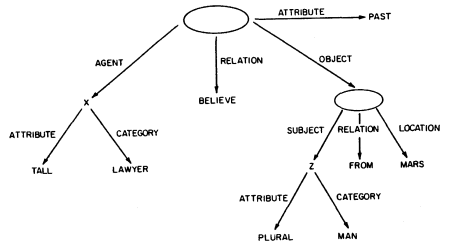 ATTRIBUTE
PAST
AGENT
RELATION
OBJECT
X
BELIEVE
ATTRIBUTE
CATEGORY
SUBJECT
RELATION
LOCATION
TALL
LAWYER
Z
FROM
MARS
ATTRIBUTE
CATEGORY
PLURAL
MAN